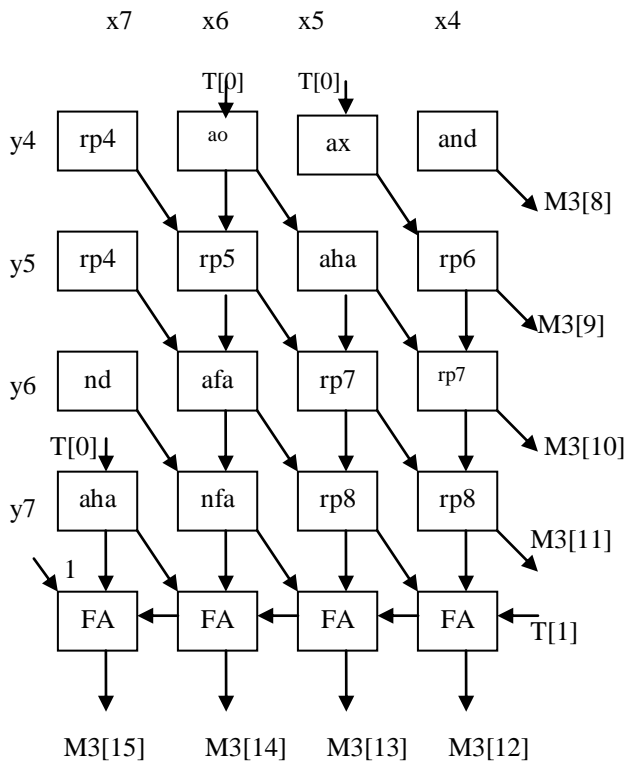 x7 x6 x5 x4
T[0] T[0]
y4 rp4 ao ax and
M3[8]
y5 rp4 rp5 aha rp6
M3[9]
y6 nd afa rp7 rp7
T[0] M3[10]
y7 aha nfa rp8 rp8
M3[11]
1
FA FA FA FA
T[1]
M3[15] M3[14] M3[13] M3[12]